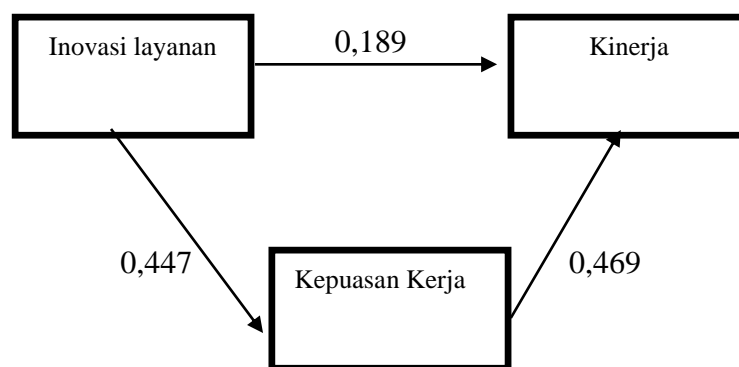 Inovasi layanan
0,189
Kinerja
0,447
Kepuasan Kerja
0,469